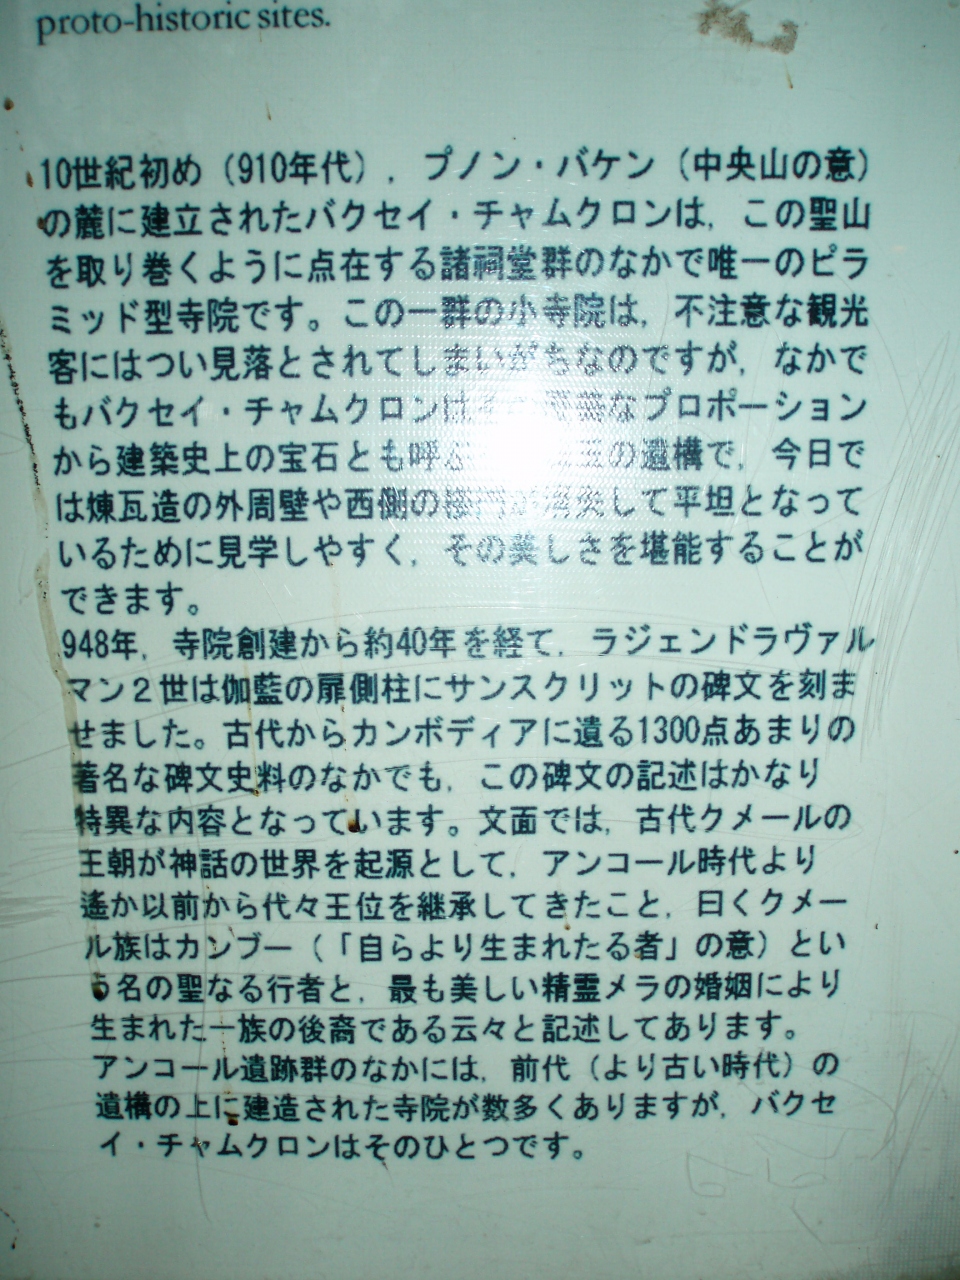 proto-historic sites.
10世紀初め（910年代），プノン・バケン（中央山の意）
の麓に建立されたバクセイ・チャムクロンは，この聖山
を取り巻くように点在する諸祠堂群のなかで唯一のピラ
ミッド型寺院です。この一群の小寺院は，不注意な観光
客にはつい見落とされてしまいがちなのですが，なかで
もバクセイ・チャムクロンは なプロポーション
から建築史上の宝石とも呼ぶ の遺構で，今日で
は煉瓦造の外周壁や西側の楼門が して平坦となって
いるために見学しやすく，その美しさを堪能することが
できます。
948年，寺院創建から約40年を経て，ラジェンドラヴァル
マン２世は伽藍の扉側柱にサンスクリットの碑文を刻ま
せました。古代からカンボディアに遺る1300点あまりの
著名な碑文史料のなかでも，この碑文の記述はかなり
特異な内容となっています。文面では，古代クメールの
王朝が神話の世界を起源として，アンコール時代より
遙か以前から代々王位を継承してきたこと，曰くクメー
ル族はカンブー（「自らより生まれたる者」の意）とい
う名の聖なる行者と，最も美しい精霊メラの婚姻により
生まれた一族の後裔である云々と記述してあります。
アンコール遺跡群のなかには，前代（より古い時代）の
遺構の上に建造された寺院が数多くありますが，バクセ
イ・チャムクロンはそのひとつです。